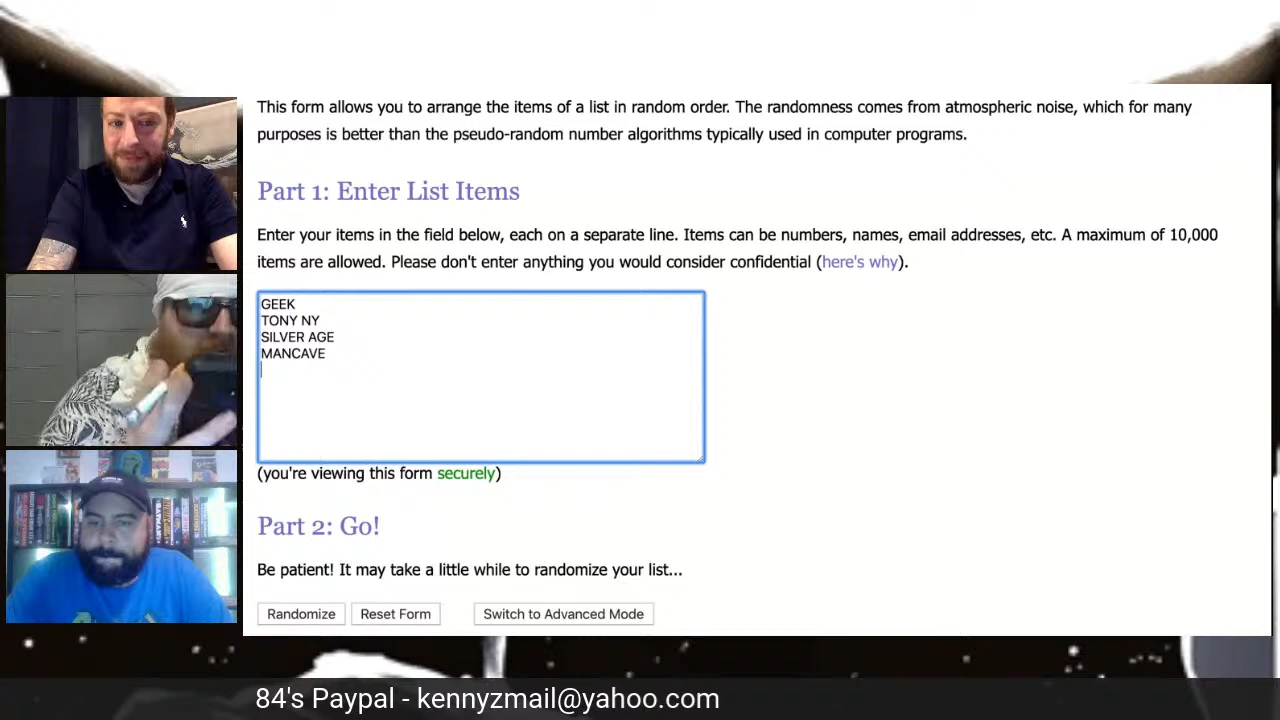 This form allows you to arrange the items of a list in random order. The randomness comes from atmospheric noise, which for many
purposes is better than the pseudo-random number algorithms typically used in computer programs.
Part 1: Enter List Items
Enter your items in the field below, each on a separate line. Items can be numbers, names, email addresses, etc. A maximum of 10,000
items are allowed. Please don't enter anything you would consider confidential (here's why).
GEEK
TONY NY
SILVER AGE
MANCAVE
(you're viewing this form securely)
Part 2: Go!
Be patient! It may take a little while to randomize your list...
Randomize Reset Form Switch to Advanced Mode
84's Paypal - kennyzmail@yahoo.com